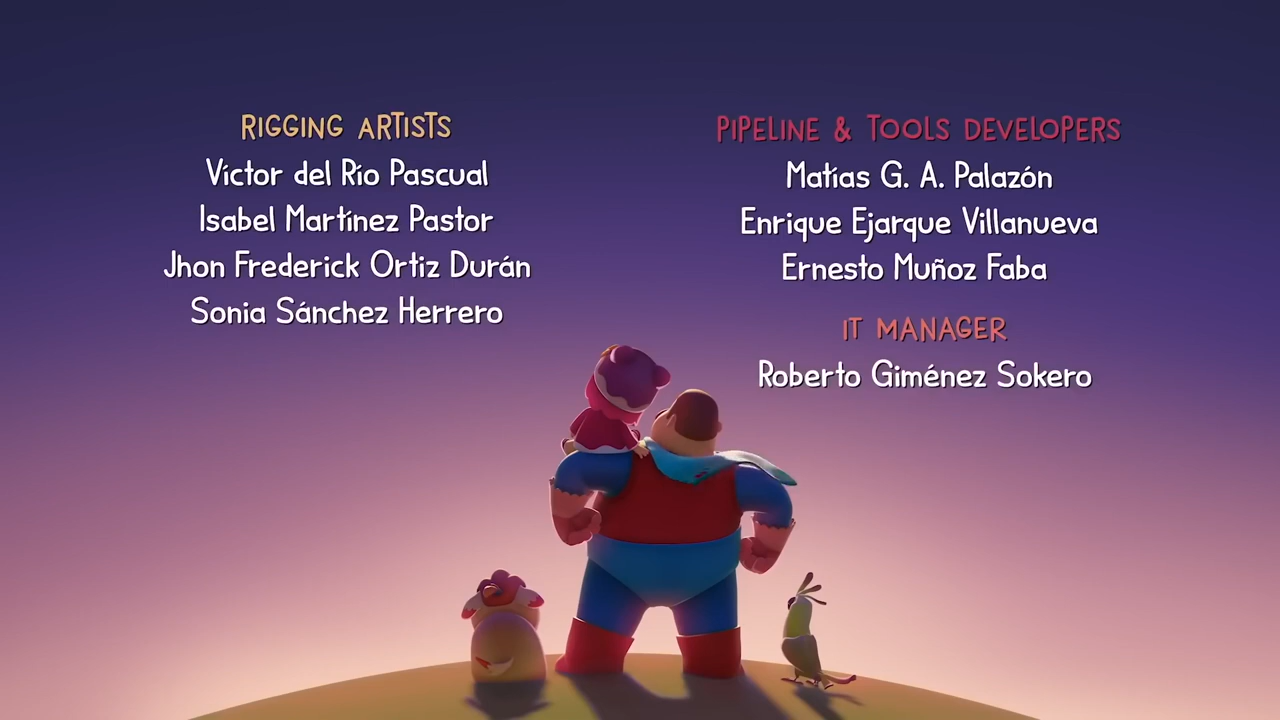 RIGGING ARTISTS
Víctor del Río Pascual
Isabel Martínez Pastor
Jhon Frederick Ortiz Durán
Sonia Sánchez Herrero
PIPELINE & TOOLS DEVELOPERS
Matías G. A. Palazón
Enrique Ejarque Villanueva
Ernesto Muñoz Faba
IT MANAGER
Roberto Giménez Sokero